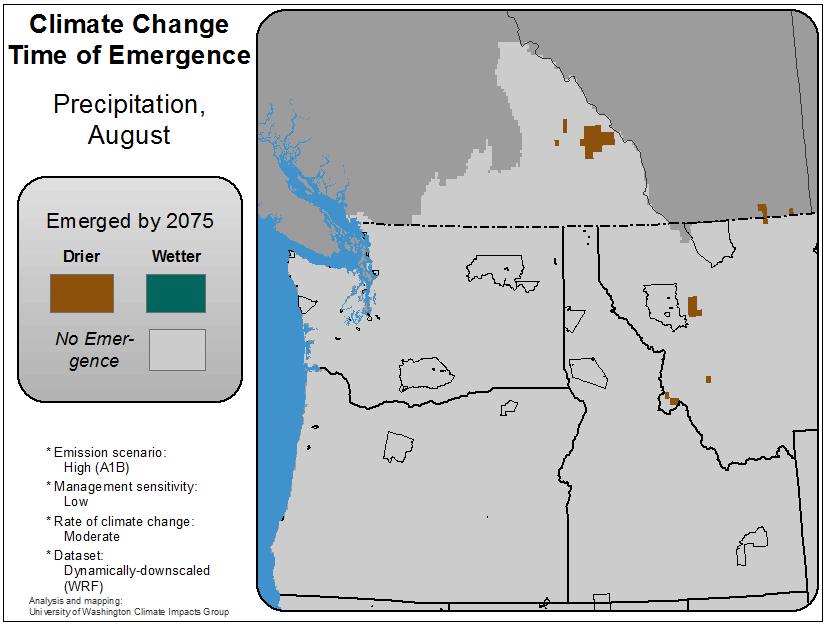 Climate Change
Time of Emergence
Precipitation,
August
Emerged by 2075
Drier Wetter
No Emer-
gence
* Emission scenario:
High (A1B)
* Management sensitivity:
Low
* Rate of climate change:
Moderate
* Dataset:
Dynamically-downscaled
(WRF)
Analysis and mapping:
University of Washington Climate Impacts Group